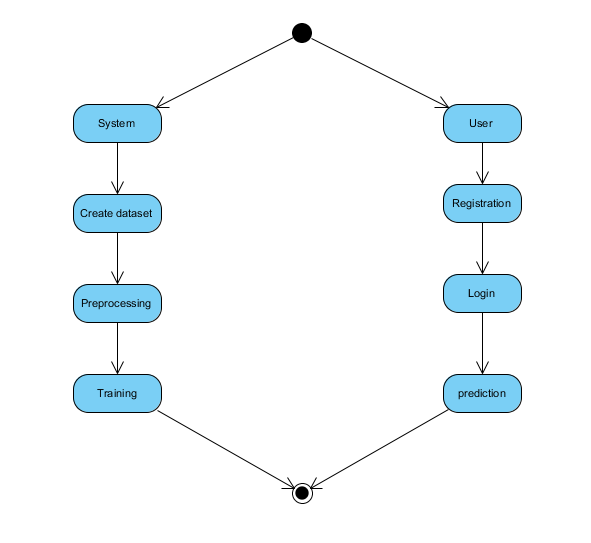 System
User
Create dataset
Registration
Preprocessing
Login
Training
prediction